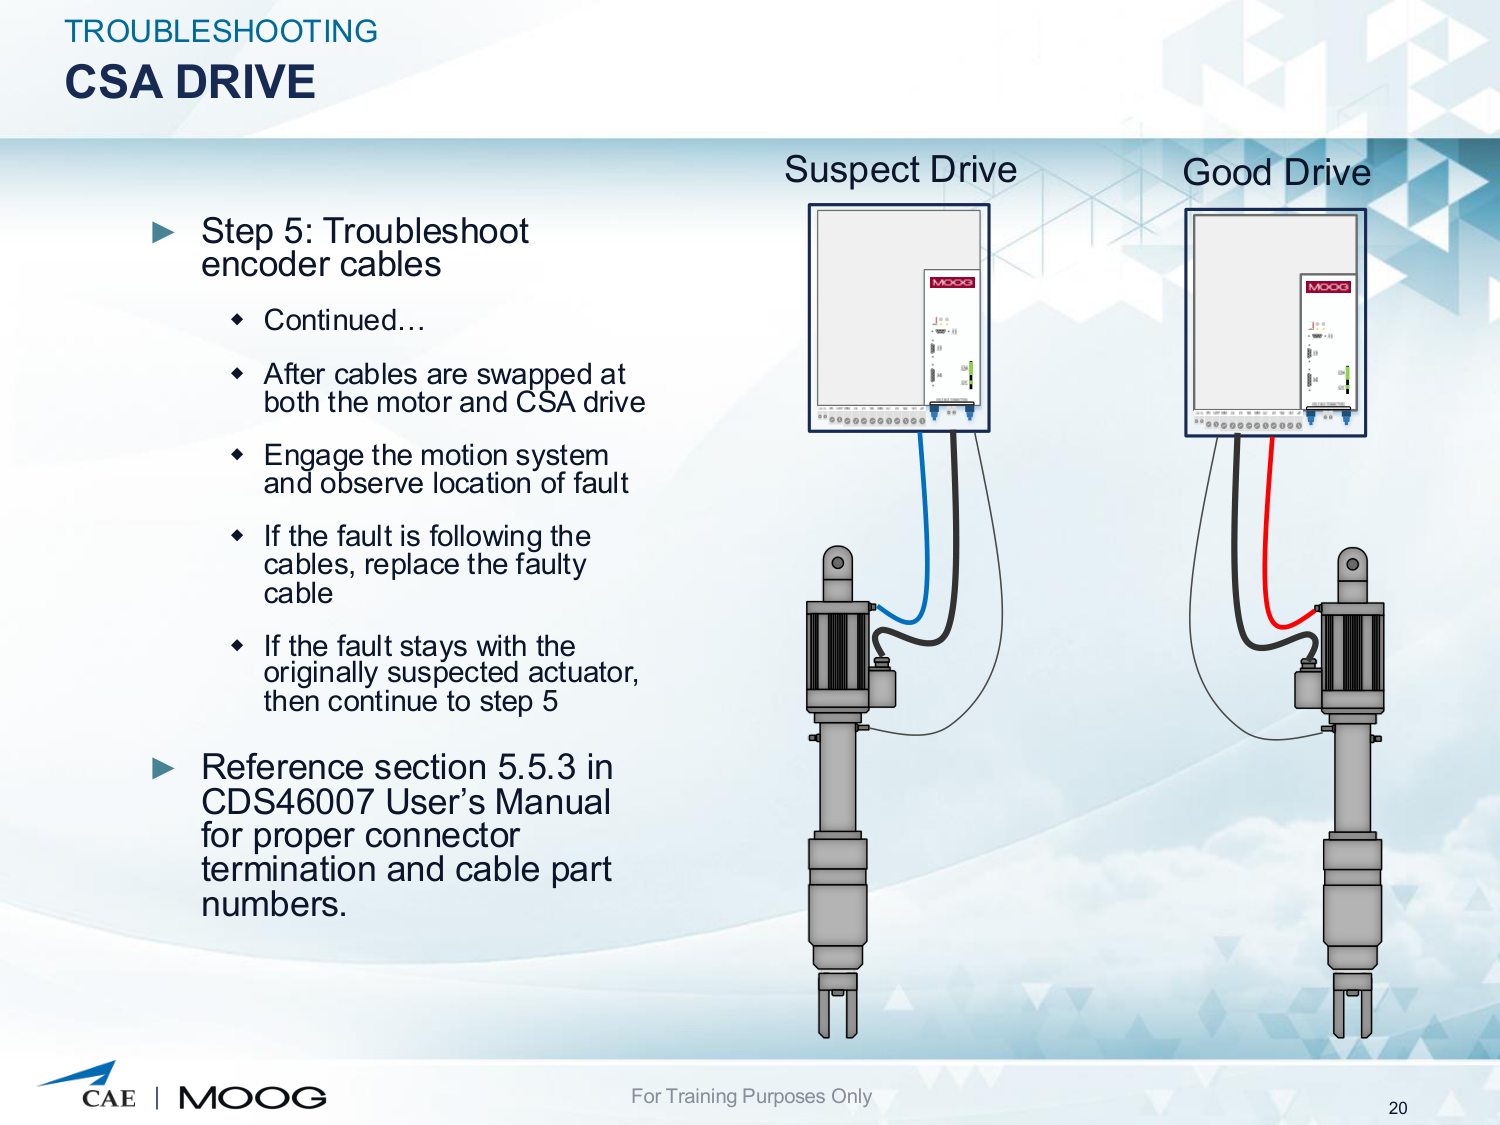 TROUBLESHOOTING
CSA DRIVE
Suspect Drive
Good Drive
► Step 5: Troubleshoot
encoder cables
◆ Continued…
◆ After cables are swapped at
both the motor and CSA drive
◆ Engage the motion system
and observe location of fault
◆ If the fault is following the
cables, replace the faulty
cable
◆ If the fault stays with the
originally suspected actuator,
then continue to step 5
► Reference section 5.5.3 in
CDS46007 User’s Manual
for proper connector
termination and cable part
numbers.
MOOG
MOOG
CAE | MOOG
For Training Purposes Only
20